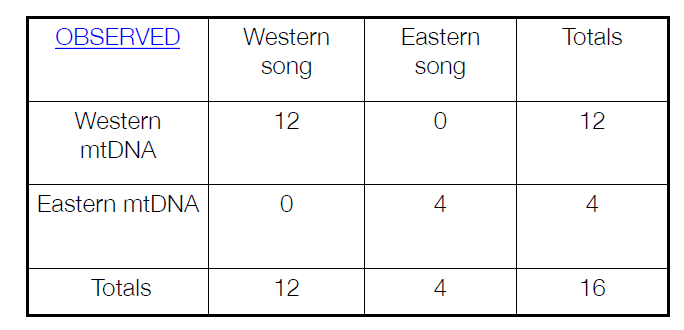 OBSERVED Western Eastern Totals
song song
Western 12 0 12
mtDNA
Eastern mtDNA 0 4 4
Totals 12 4 16